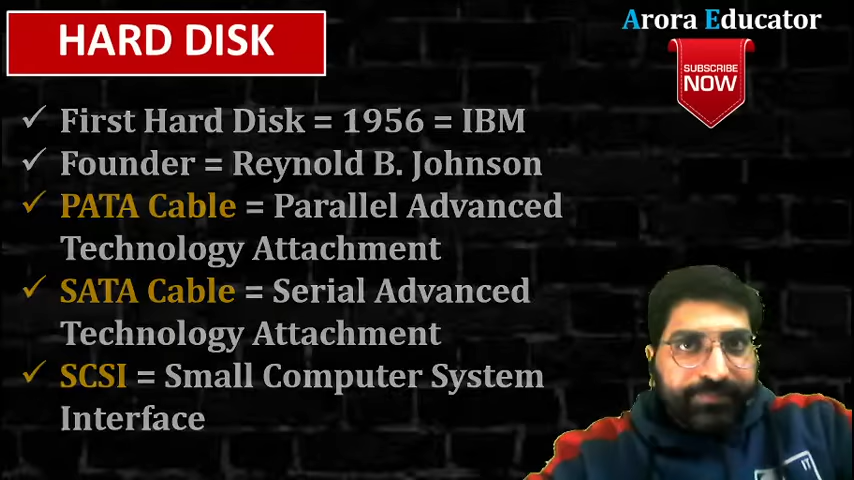 HARD DISK
Arora Educator
SUBSCRIBE
NOW
✓ First Hard Disk = 1956 = IBM
✓ Founder = Reynold B. Johnson
✓ PATA Cable = Parallel Advanced
Technology Attachment
✓ SATA Cable = Serial Advanced
Technology Attachment
✓ SCSI = Small Computer System
Interface